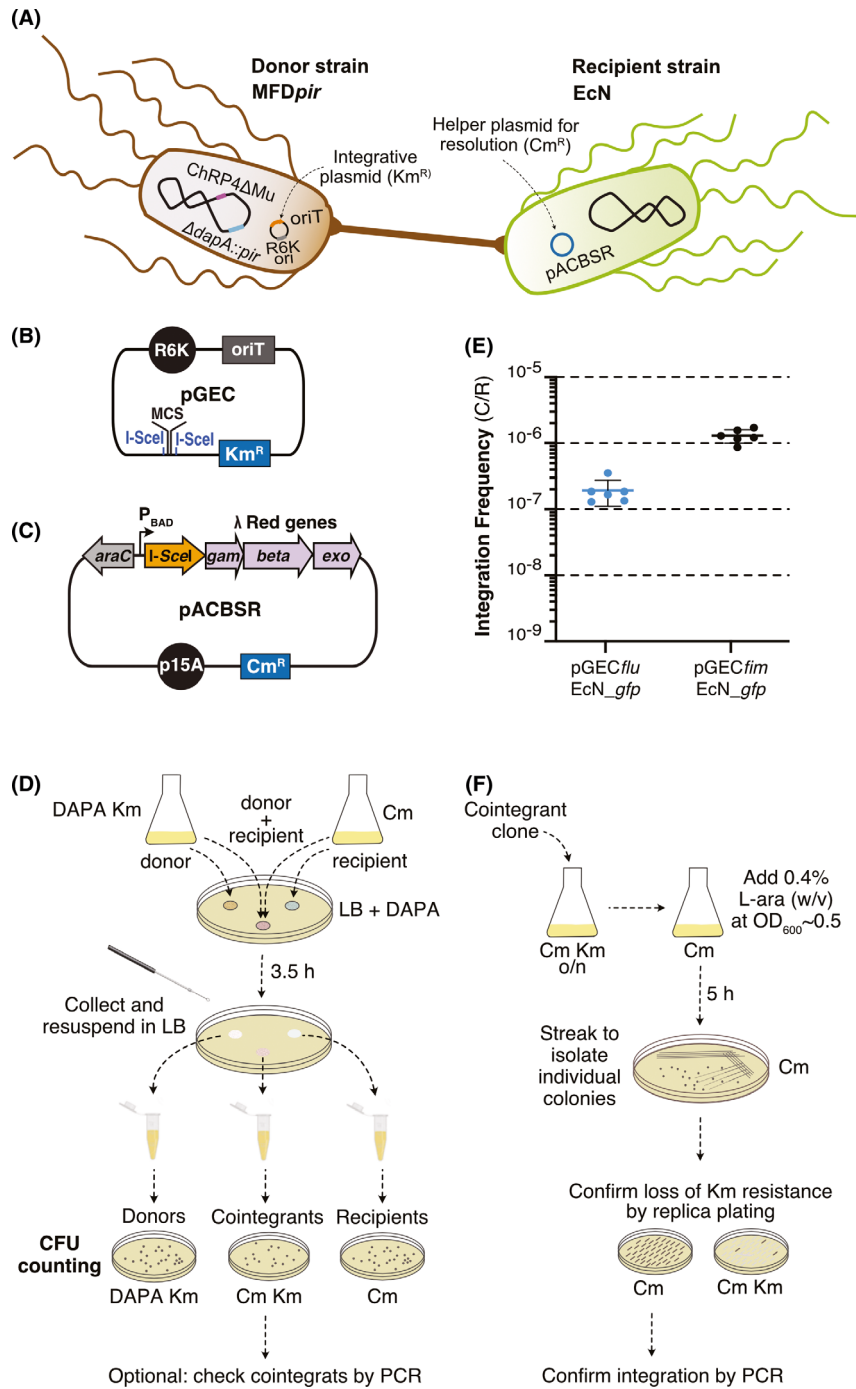 (A)
Donor strain
MFDpir
Recipient strain
EcN
Helper plasmid for
resolution (CmR)
Integrative
plasmid (KmR)
ChRP4ΔMu
oriT
R6K
ori
ΔdapA::pir
pACBSR
(B)
R6K
oriT
pGEC
MCS
I-SceI
I-SceI
KmR
(C)
PBAD
λ Red genes
araC
I-SceI
gam
beta
exo
pACBSR
p15A
CmR
(E)
Integration Frequency (C/R)
10-5
10-6
10-7
10-8
10-9
pGECflu
EcN_gfp
pGECfim
EcN_gfp
(D)
DAPA Km
donor
+
recipient
Cm
donor
recipient
LB + DAPA
3.5 h
Collect and
resuspend in LB
Donors
Cointegrants
Recipients
CFU
counting
DAPA Km
Cm Km
Cm
Optional: check cointegrats by PCR
(F)
Cointegrant
clone
Cm Km
o/n
Cm
Add 0.4%
L-ara (w/v)
at OD600~0.5
5 h
Streak to
isolate
individual
colonies
Cm
Confirm loss of Km resistance
by replica plating
Cm
Cm Km
Confirm integration by PCR